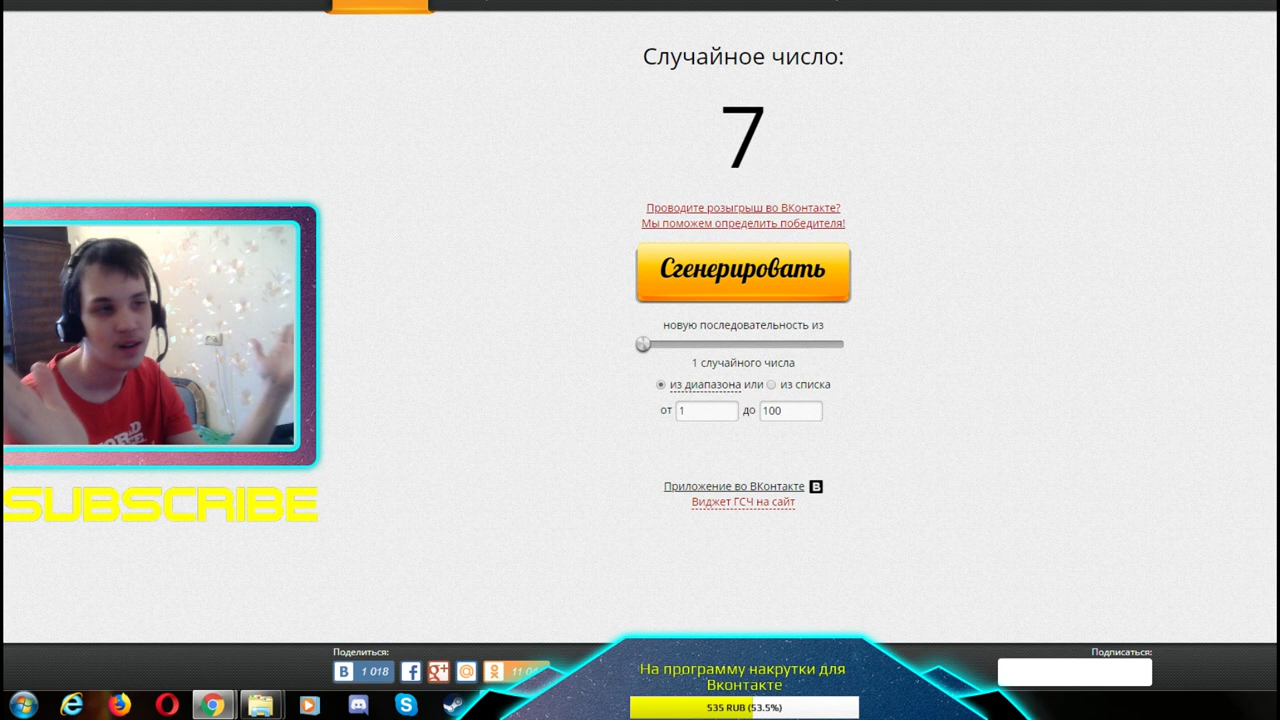 Случайное число:
7
Проводите розыгрыш во ВКонтакте?
Мы поможем определить победителя!
Сгенерировать
новую последовательность из
1 случайного числа
из диапазона или из списка
от 1 до 100
Приложение во ВКонтакте B
Виджет ГСЧ на сайт
SUBSCRIBE
Поделиться:
1 018
Подписаться:
На программу накрутки для
Вконтакте
535 RUB (53.5%)